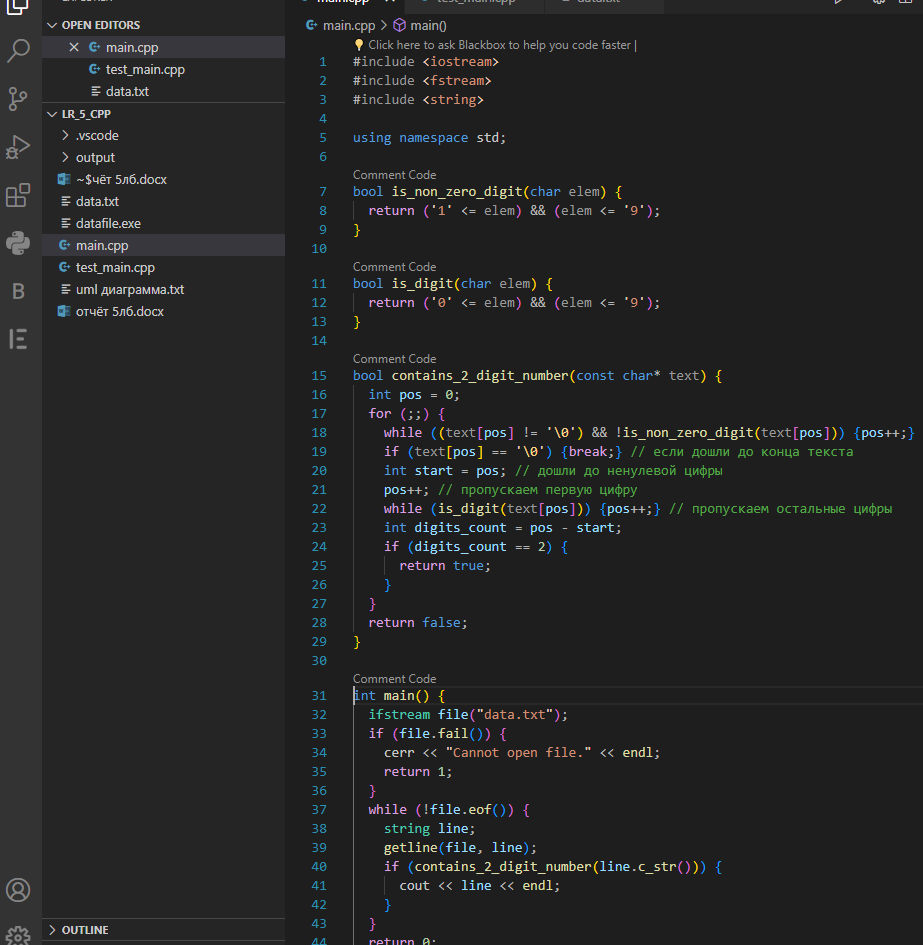 OPEN EDITORS
main.cpp
test_main.cpp
data.txt
LR_5_CPP
.vscode
output
~$чёт 5лб.docx
data.txt
datafile.exe
main.cpp
test_main.cpp
uml диаграмма.txt
отчёт 5лб.docx
OUTLINE
main.cpp > main()
Click here to ask Blackbox to help you code faster |
1 #include <iostream>
2 #include <fstream>
3 #include <string>
4
5 using namespace std;
6
Comment Code
7 bool is_non_zero_digit(char elem) {
8 return ('1' <= elem) && (elem <= '9');
9 }
10
Comment Code
11 bool is_digit(char elem) {
12 return ('0' <= elem) && (elem <= '9');
13 }
14
Comment Code
15 bool contains_2_digit_number(const char* text) {
16 int pos = 0;
17 for (;;) {
18 while ((text[pos] != '\0') && !is_non_zero_digit(text[pos])) {pos++;}
19 if (text[pos] == '\0') {break;} // если дошли до конца текста
20 int start = pos; // дошли до ненулевой цифры
21 pos++; // пропускаем первую цифру
22 while (is_digit(text[pos])) {pos++;} // пропускаем остальные цифры
23 int digits_count = pos - start;
24 if (digits_count == 2) {
25 return true;
26 }
27 }
28 return false;
29 }
30
Comment Code
31 int main() {
32 ifstream file("data.txt");
33 if (file.fail()) {
34 cerr << "Cannot open file." << endl;
35 return 1;
36 }
37 while (!file.eof()) {
38 string line;
39 getline(file, line);
40 if (contains_2_digit_number(line.c_str())) {
41 cout << line << endl;
42 }
43 }
44 return 0;